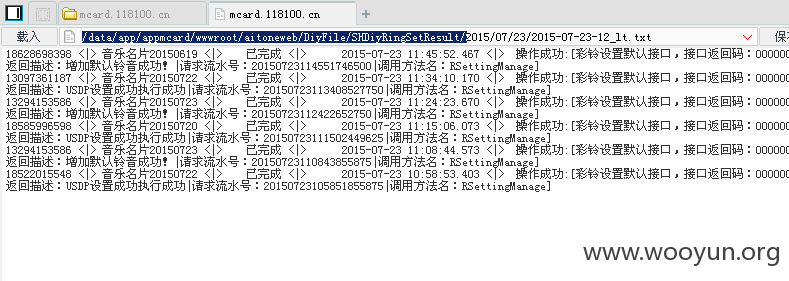 mcard.118100.cn
mcard.118100.cn
载入
/data/app/appmcard/wwwroot/aitoneweb/DiyFile/SHDiyRingSetResult/2015/07/23/2015-07-23-12_lt.txt
18628698398 <|> 音乐名片20150619 <|> 已完成 <|> 2015-07-23 11:45:52.467 <|> 操作成功:[彩铃设置默认接口，接口返回码：000000
返回描述：增加默认铃音成功! |请求流水号：20150723114551746500|调用方法名：RSettingManage]
13097361187 <|> 音乐名片20150722 <|> 已完成 <|> 2015-07-23 11:34:10.170 <|> 操作成功:[彩铃设置默认接口，接口返回码：000000
返回描述：USDP设置成功执行成功|请求流水号：20150723113408527750|调用方法名：RSettingManage]
13294153586 <|> 音乐名片20150723 <|> 已完成 <|> 2015-07-23 11:24:23.670 <|> 操作成功:[彩铃设置默认接口，接口返回码：000000
返回描述：增加默认铃音成功! |请求流水号：20150723112422652750|调用方法名：RSettingManage]
18585996598 <|> 音乐名片20150720 <|> 已完成 <|> 2015-07-23 11:15:06.073 <|> 操作成功:[彩铃设置默认接口，接口返回码：000000
返回描述：USDP设置成功执行成功|请求流水号：20150723111502449625|调用方法名：RSettingManage]
13294153586 <|> 音乐名片20150723 <|> 已完成 <|> 2015-07-23 11:08:44.573 <|> 操作成功:[彩铃设置默认接口，接口返回码：000000
返回描述：增加默认铃音成功! |请求流水号：20150723110843855875|调用方法名：RSettingManage]
18522015548 <|> 音乐名片20150722 <|> 已完成 <|> 2015-07-23 10:58:53.403 <|> 操作成功:[彩铃设置默认接口，接口返回码：000000
返回描述：USDP设置成功执行成功|请求流水号：20150723105851855875|调用方法名：RSettingManage]
www.wooyun.org